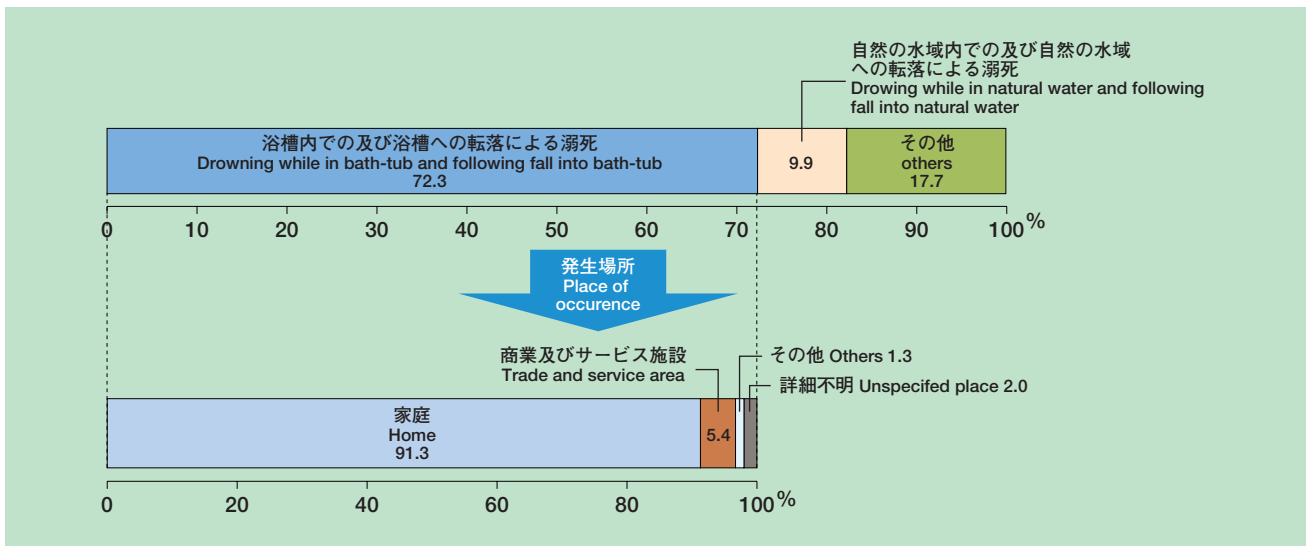 自然の水域内での及び自然の水域
への転落による溺死
Drowing while in natural water and following
fall into natural water
浴槽内での及び浴槽への転落による溺死
Drowning while in bath-tub and following fall into bath-tub
72.3
9.9
その他
others
17.7
0 10 20 30 40 50 60 70 80 90 100 %
発生場所
Place of
occurence
商業及びサービス施設
Trade and service area
その他 Others 1.3
詳細不明 Unspecifed place 2.0
家庭
Home
91.3
5.4
0 20 40 60 80 100 %